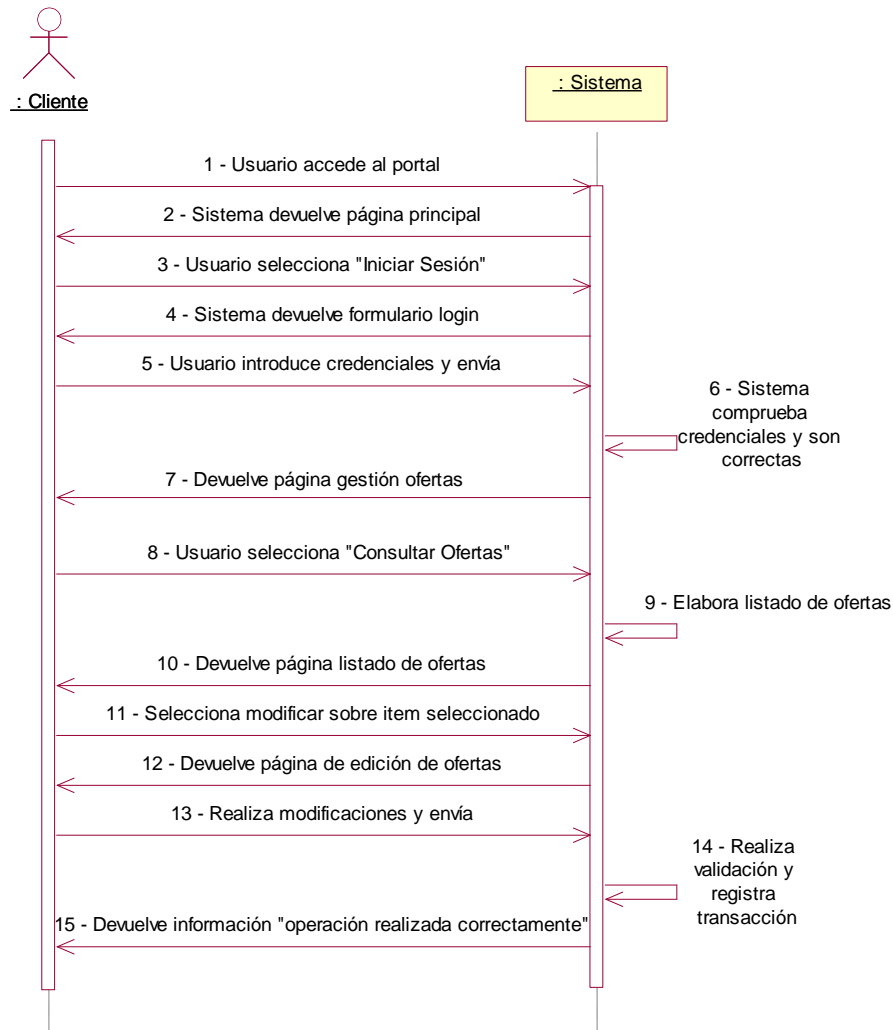 : Cliente
: Sistema
1 - Usuario accede al portal
2 - Sistema devuelve página principal
3 - Usuario selecciona "Iniciar Sesión"
4 - Sistema devuelve formulario login
5 - Usuario introduce credenciales y envía
6 - Sistema
comprueba
credenciales y son
correctas
7 - Devuelve página gestión ofertas
8 - Usuario selecciona "Consultar Ofertas"
9 - Elabora listado de ofertas
10 - Devuelve página listado de ofertas
11 - Selecciona modificar sobre item seleccionado
12 - Devuelve página de edición de ofertas
13 - Realiza modificaciones y envía
14 - Realiza
validación y
registra
transacción
15 - Devuelve información "operación realizada correctamente"